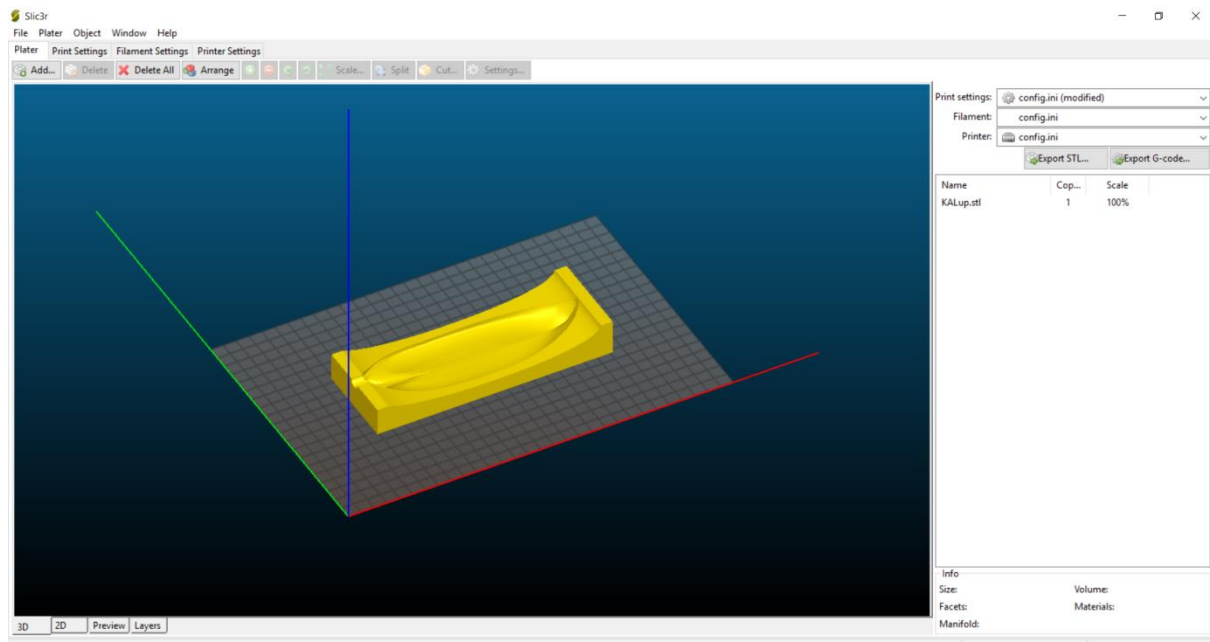 Slic3r
File Plater Object Window Help
Plater Print Settings Filament Settings Printer Settings
Add... Delete Delete All Arrange Scale... Split Cut... Settings...
Print settings: config.ini (modified)
Filament: config.ini
Printer: config.ini
Export STL... Export G-code...
Name Cop... Scale
KALup.stl 1 100%
Info
Size: Volume:
Facets: Materials:
Manifold:
3D 2D Preview Layers